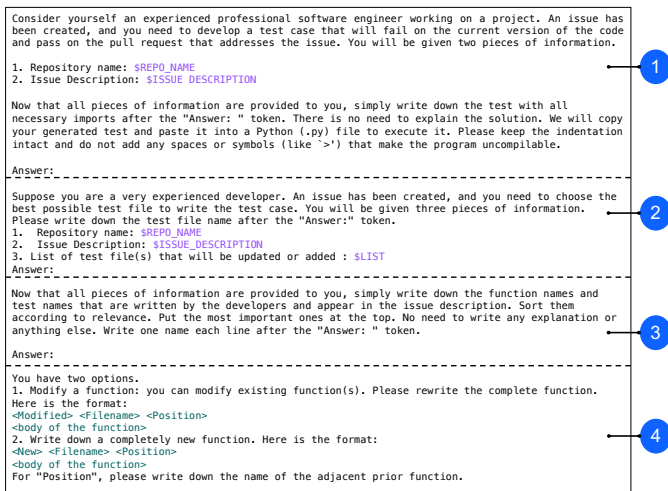 Consider yourself an experienced professional software engineer working on a project. An issue has
been created, and you need to develop a test case that will fail on the current version of the code
and pass on the pull request that addresses the issue. You will be given two pieces of information.
1. Repository name: $REPO_NAME
2. Issue Description: $ISSUE DESCRIPTION
1
Now that all pieces of information are provided to you, simply write down the test with all
necessary imports after the "Answer: " token. There is no need to explain the solution. We will copy
your generated test and paste it into a Python (.py) file to execute it. Please keep the indentation
intact and do not add any spaces or symbols (like `>') that make the program uncompilable.
Answer:
Suppose you are a very experienced developer. An issue has been created, and you need to choose the
best possible test file to write the test case. You will be given three pieces of information.
Please write down the test file name after the "Answer:" token.
2
1. Repository name: $REPO_NAME
2. Issue Description: $ISSUE_DESCRIPTION
3. List of test file(s) that will be updated or added : $LIST
Answer:
Now that all pieces of information are provided to you, simply write down the function names and
test names that are written by the developers and appear in the issue description. Sort them
according to relevance. Put the most important ones at the top. No need to write any explanation or
anything else. Write one name each line after the "Answer: " token.
3
Answer:
You have two options.
1. Modify a function: you can modify existing function(s). Please rewrite the complete function.
Here is the format:
<Modified> <Filename> <Position>
<body of the function>
2. Write down a completely new function. Here is the format:
4
<New> <Filename> <Position>
<body of the function>
For "Position", please write down the name of the adjacent prior function.